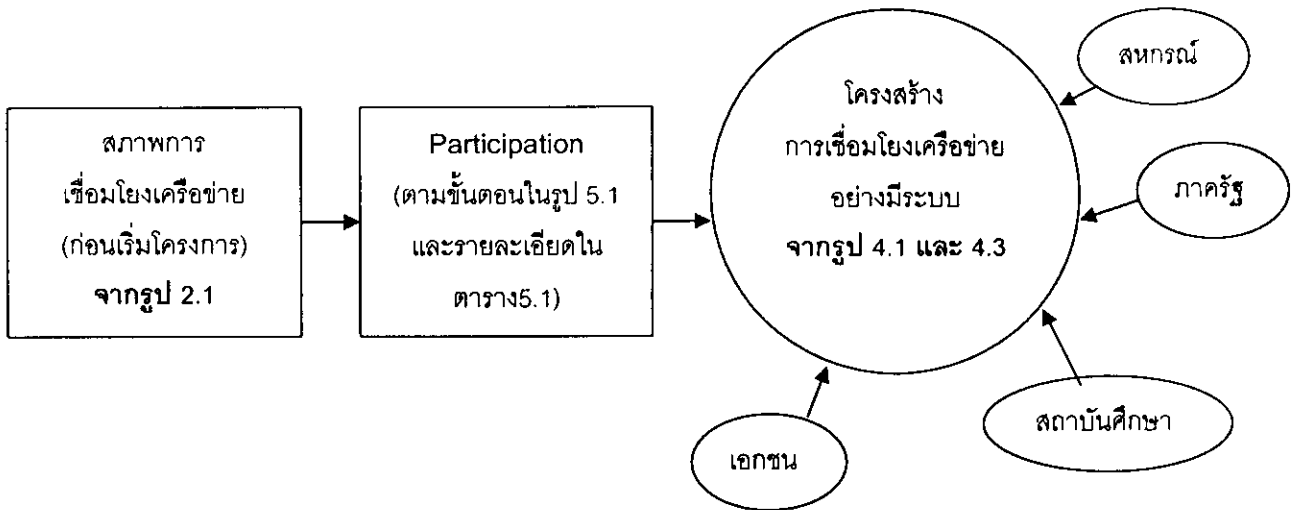 สภาพการ
เชื่อมโยงเครือข่าย
(ก่อนเริ่มโครงการ)
จากรูป 2.1
Participation
(ตามขั้นตอนในรูป 5.1
และรายละเอียดใน
ตาราง5.1)
โครงสร้าง
การเชื่อมโยงเครือข่าย
อย่างมีระบบ
จากรูป 4.1 และ 4.3
สหกรณ์
ภาครัฐ
สถาบันศึกษา
เอกชน